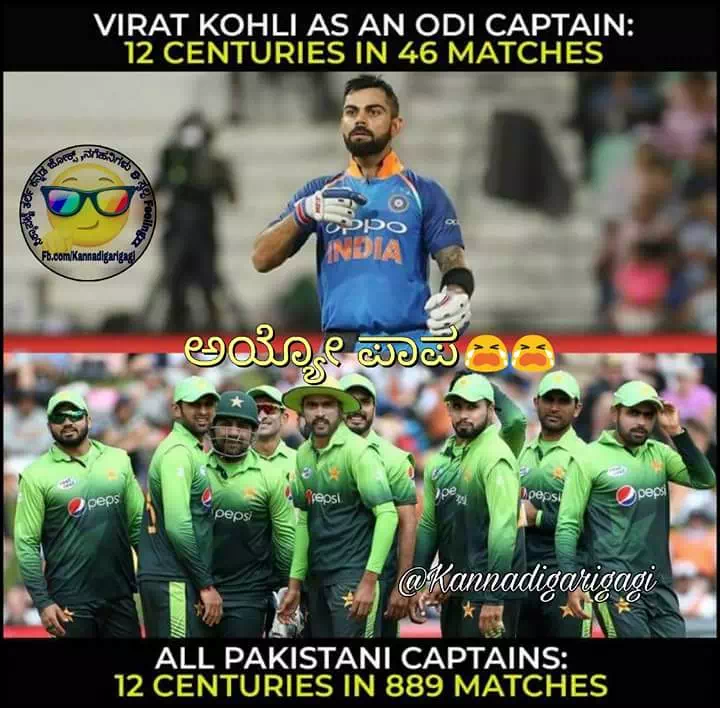 VIRAT KOHLI AS AN ODI CAPTAIN:
12 CENTURIES IN 46 MATCHES
Fb.com/Kannadigarigagi
oppo
INDIA
ಅಯ್ಯೋ ಪಾಪ😭😭
pepsi
pepsi
pepsi
pepsi
pepsi
@Kannadigarigagi
ALL PAKISTANI CAPTAINS:
12 CENTURIES IN 889 MATCHES